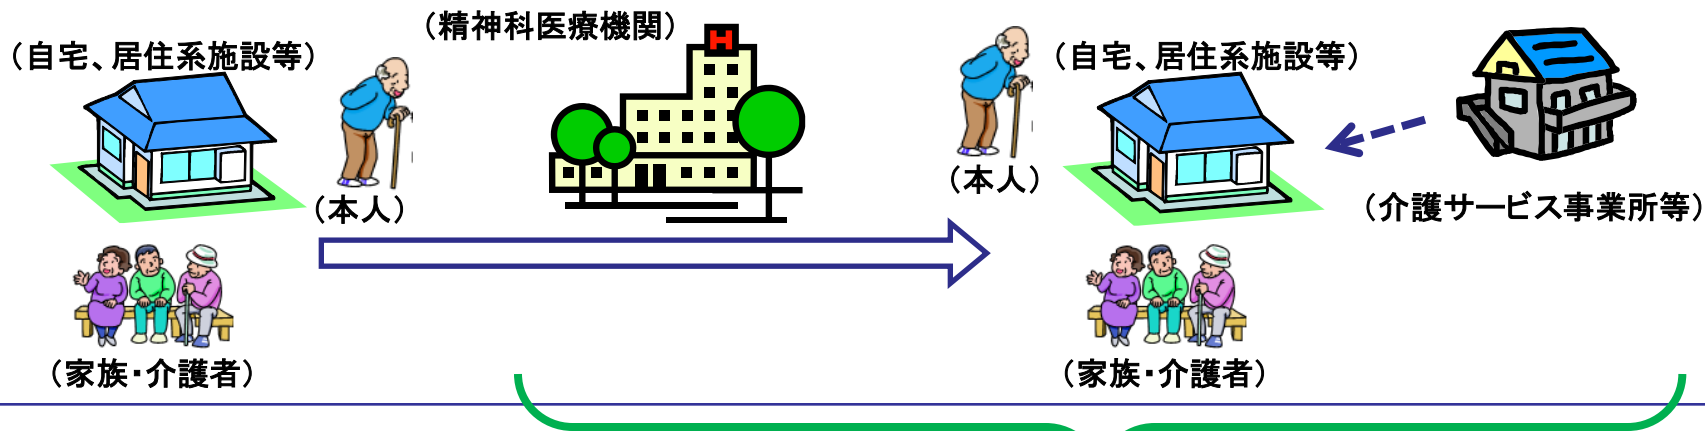 （自宅、居住系施設等）
（精神科医療機関）
（自宅、居住系施設等）
H
（本人）
（本人）
（介護サービス事業所等）
（家族・介護者）
（家族・介護者）